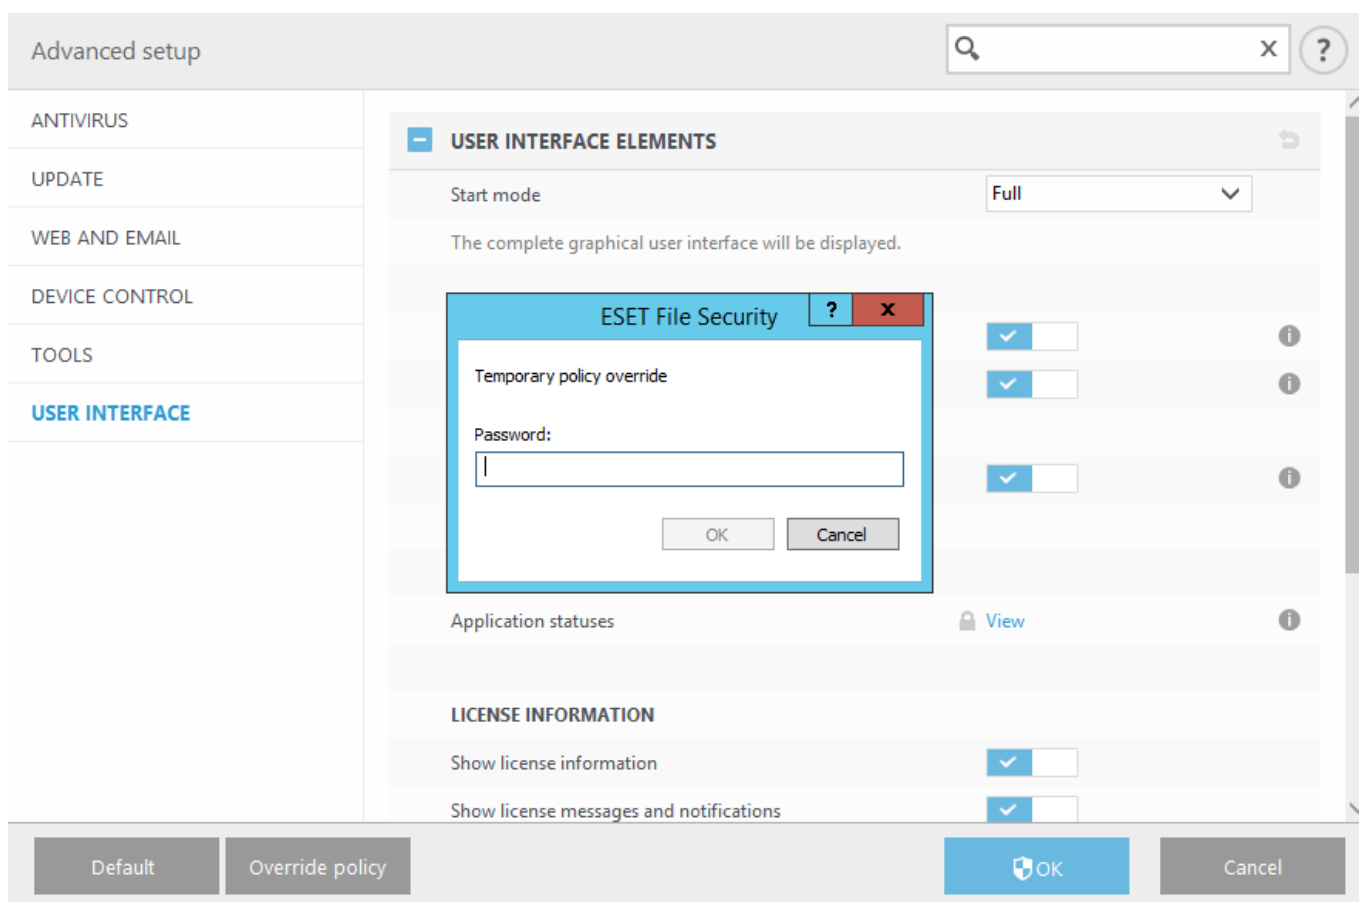 Advanced setup
x
?
ANTIVIRUS
UPDATE
WEB AND EMAIL
DEVICE CONTROL
TOOLS
USER INTERFACE
USER INTERFACE ELEMENTS
Start mode
Full
The complete graphical user interface will be displayed.
ESET File Security
?
x
Temporary policy override
Password:
OK
Cancel
Application statuses
View
LICENSE INFORMATION
Show license information
Show license messages and notifications
Default
Override policy
OK
Cancel